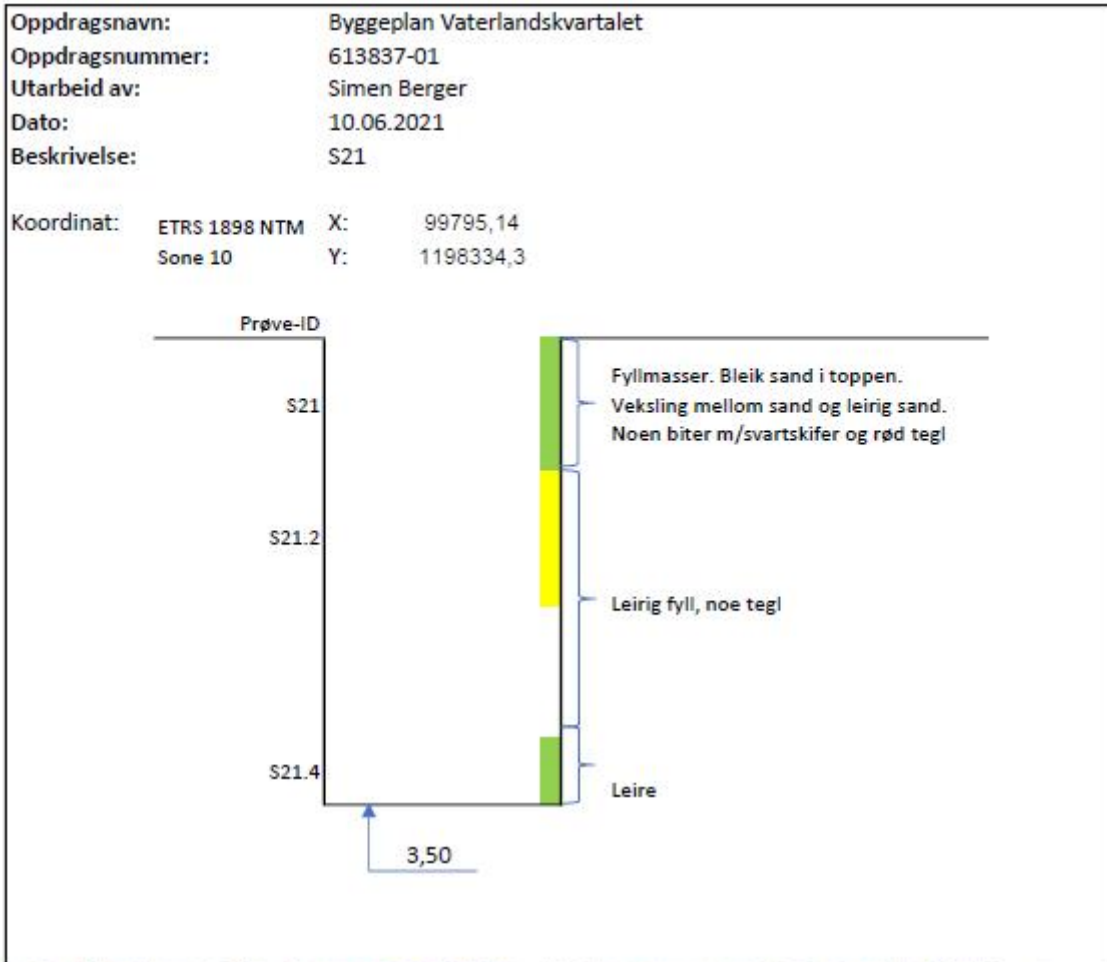 Oppdragsnavn: Byggeplan Vaterlandskvartalet
Oppdragsnummer: 613837-01
Utarbeid av: Simen Berger
Dato: 10.06.2021
Beskrivelse: S21
Koordinat: ETRS 1898 NTM X: 99795,14
Sone 10 Y: 1198334,3
Prøve-ID
Fyllmasser. Bleik sand i toppen.
S21 Veksling mellom sand og leirig sand.
Noen biter m/svartskifer og rød tegl
S21.2
Leirig fyll, noe tegl
S21.4
Leire
3,50